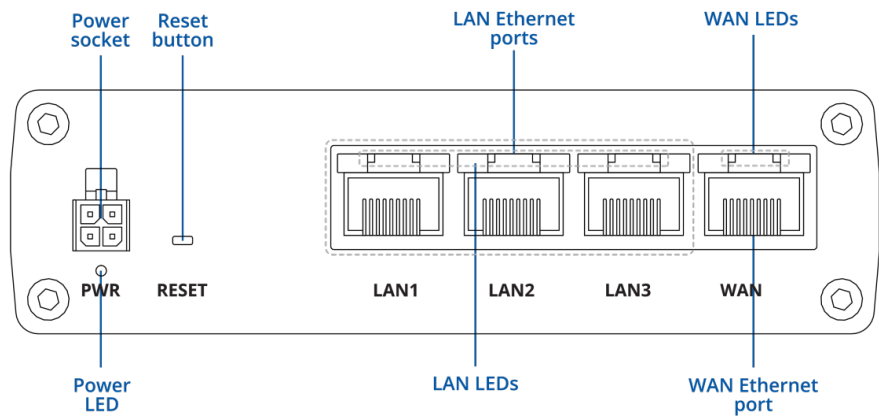 Power
socket
Reset
button
LAN Ethernet
ports
WAN LEDs
PWR
RESET
LAN1
LAN2
LAN3
WAN
Power
LED
LAN LEDs
WAN Ethernet
port